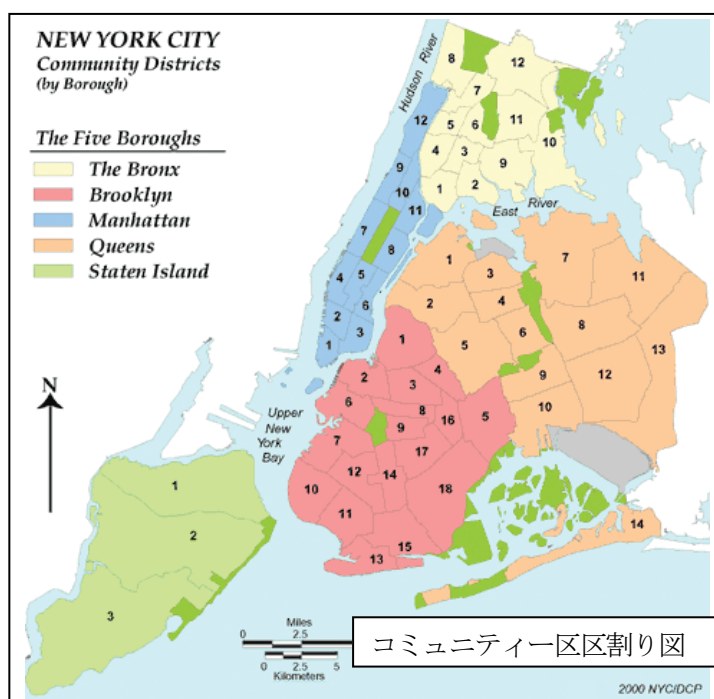 NEW YORK CITY
Community Districts
(by Borough)
The Five Boroughs
The Bronx
Brooklyn
Manhattan
Queens
Staten Island
Hudson River
8
12
7
12
5
6
11
10
4
3
9
9
1
2
10
11
East River
7
8
4
5
6
2
3
1
1
3
7
11
2
4
8
6
5
13
9
12
10
14
1
2
3
4
6
8
16
5
9
7
17
12
14
10
18
11
15
13
Upper
New
York
Bay
N
1
2
3
Miles
0 2.5 5
0 2.5 5
Kilometers
コミュニティー区区割り図
2000 NYC/DCP